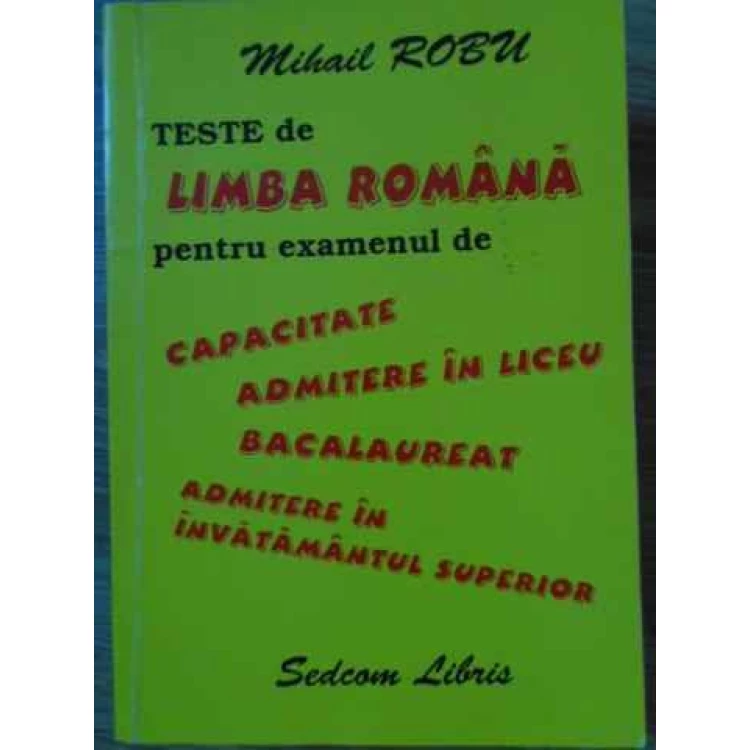 Mihail ROBU
TESTE de
LIMBA ROMÂNĂ
pentru examenul de
CAPACITATE
ADMITERE ÎN LICEU
BACALAUREAT
ADMITERE ÎN
ÎNVĂTĂMÂNTUL SUPERIOR
Sedcom Libris